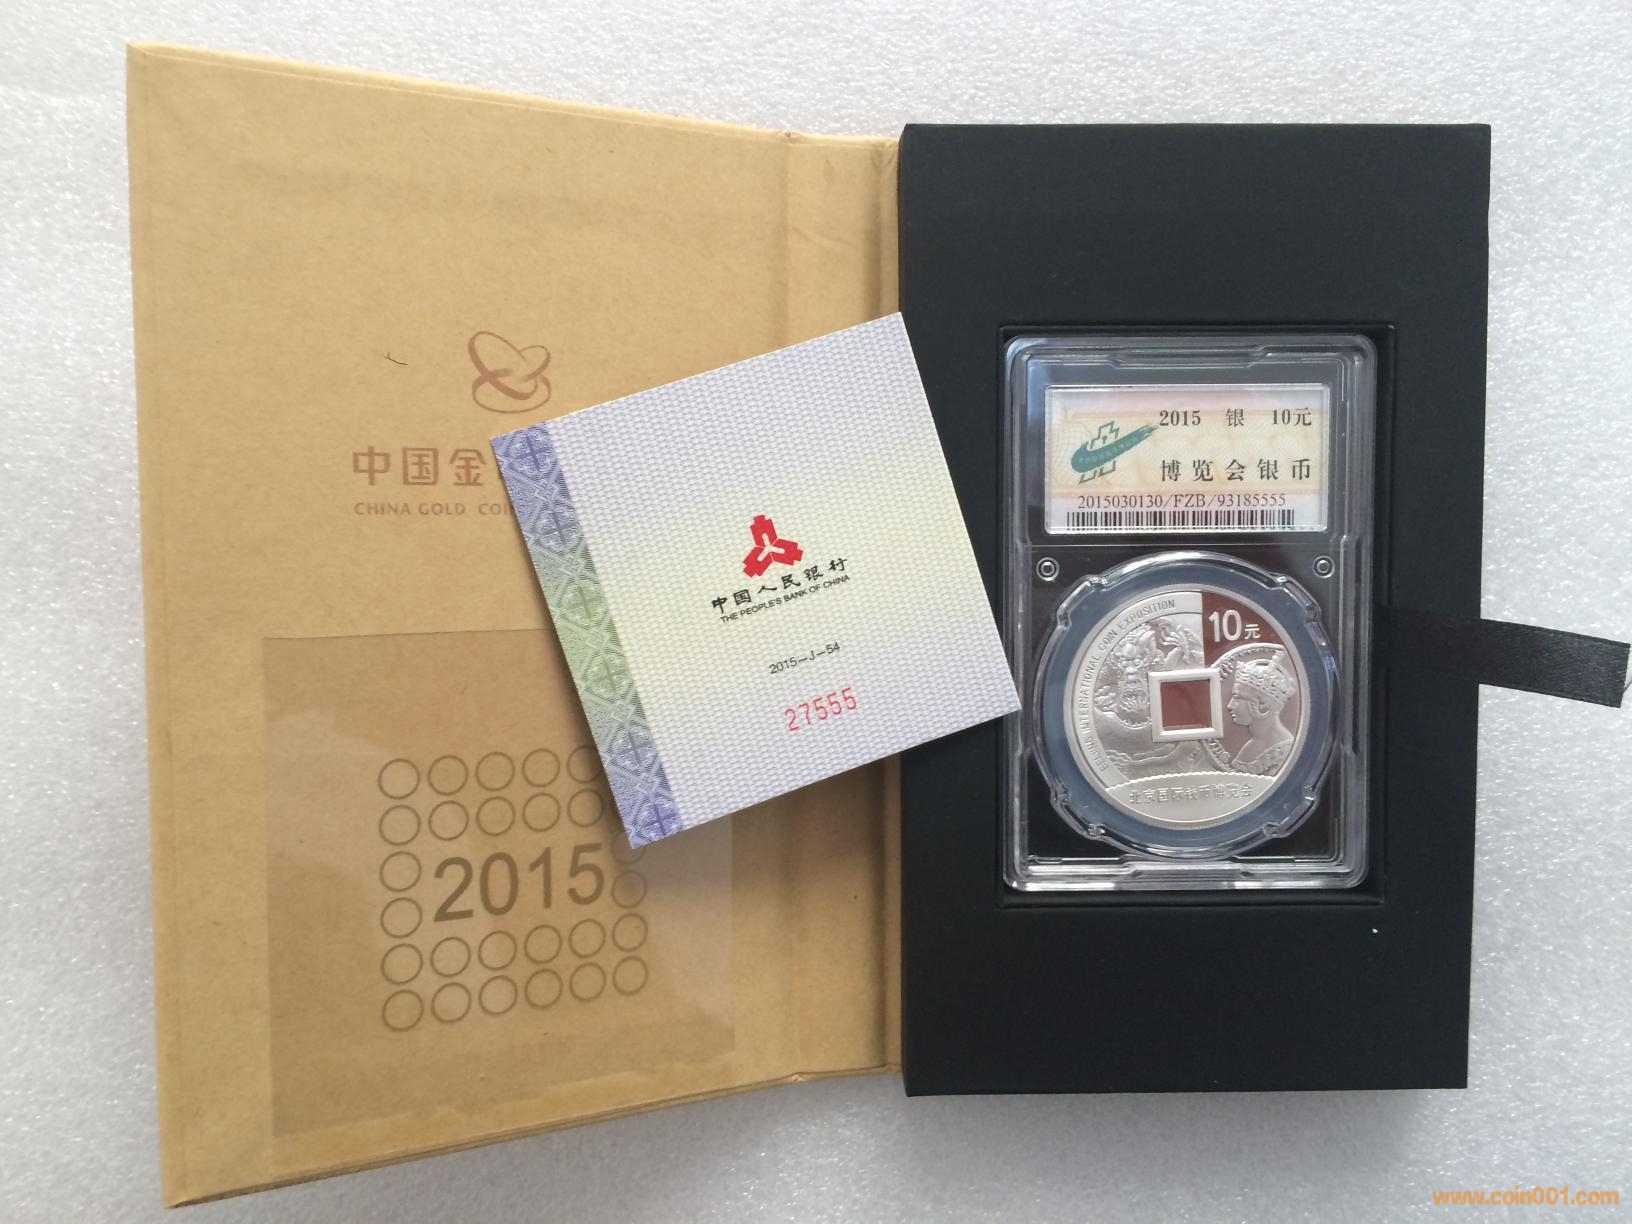 中国金
CHINA GOLD COI
2015
中国人民银行
THE PEOPLE'S BANK OF CHINA
2015-J-54
27555
2015 银 10元
博览会银币
2015030130/FZB/93185555
BEIJING INTERNATIONAL COIN EXPOSITION
10元
北京国际钱币博览会
www.coin001.com